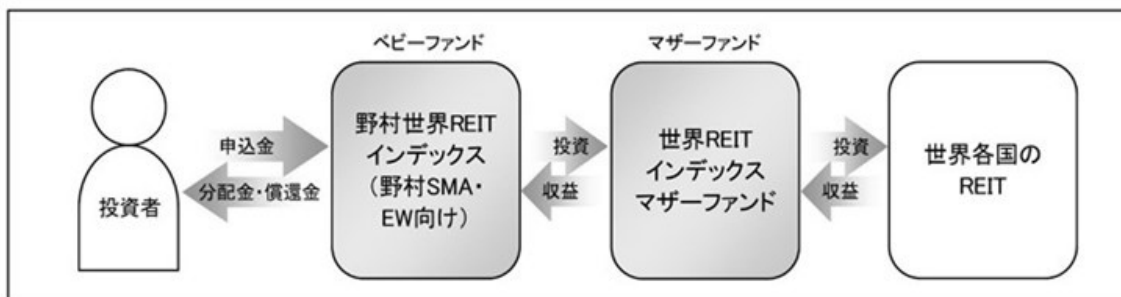 ベビーファンド
マザーファンド
投資者
申込金
分配金・償還金
野村世界REIT
インデックス
（野村SMA・
EW向け）
投資
収益
世界REIT
インデックス
マザーファンド
投資
収益
世界各国の
REIT